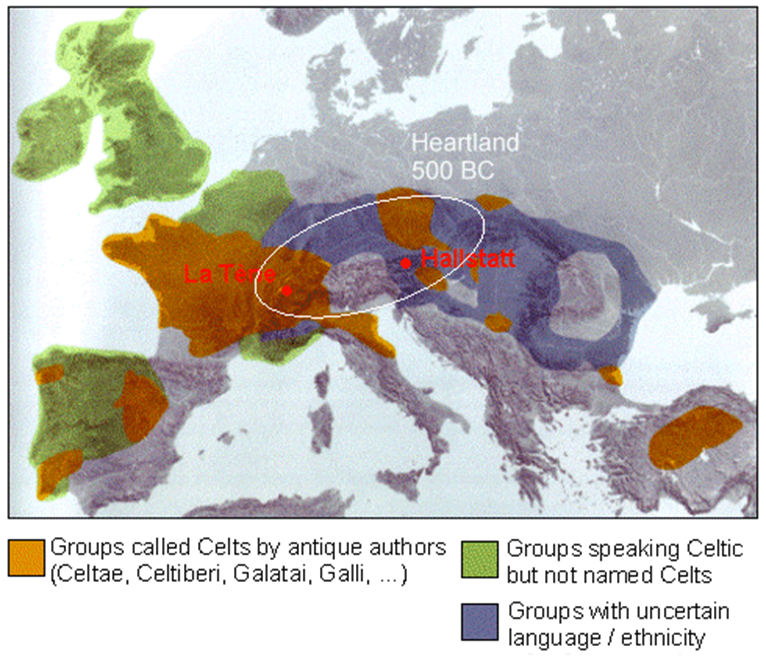 Heartland
500 BC
La Tène
Hallstatt
Groups called Celts by antique authors
(Celtae, Celtiberi, Galatai, Galli, ...)
Groups speaking Celtic
but not named Celts
Groups with uncertain
language / ethnicity